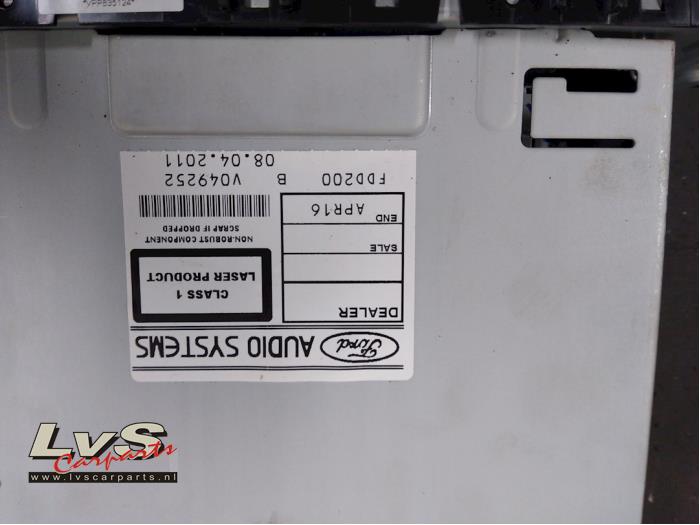 "YPP835124"
Ford AUDIO SYSTEMS
DEALER
SALE
END
APR16
CLASS 1
LASER PRODUCT
NON-ROBUST COMPONENT
SCRAP IF DROPPED
FDD200 B V049252
08.04.2011
LvS
Carparts
www.lvscarparts.nl